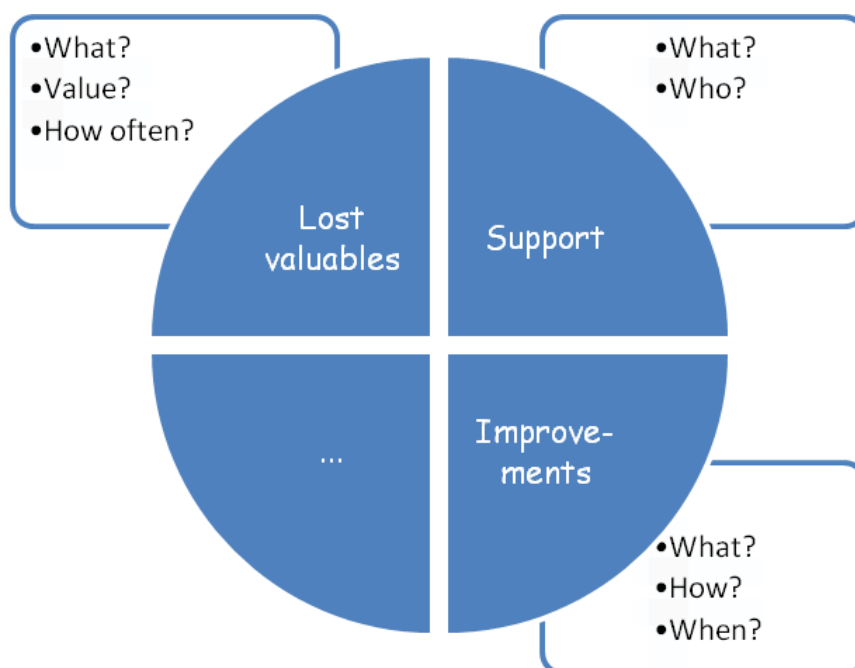 •What?
•Value?
•How often?
•What?
•Who?
Lost
valuables
Support
...
Improve-
ments
•What?
•How?
•When?